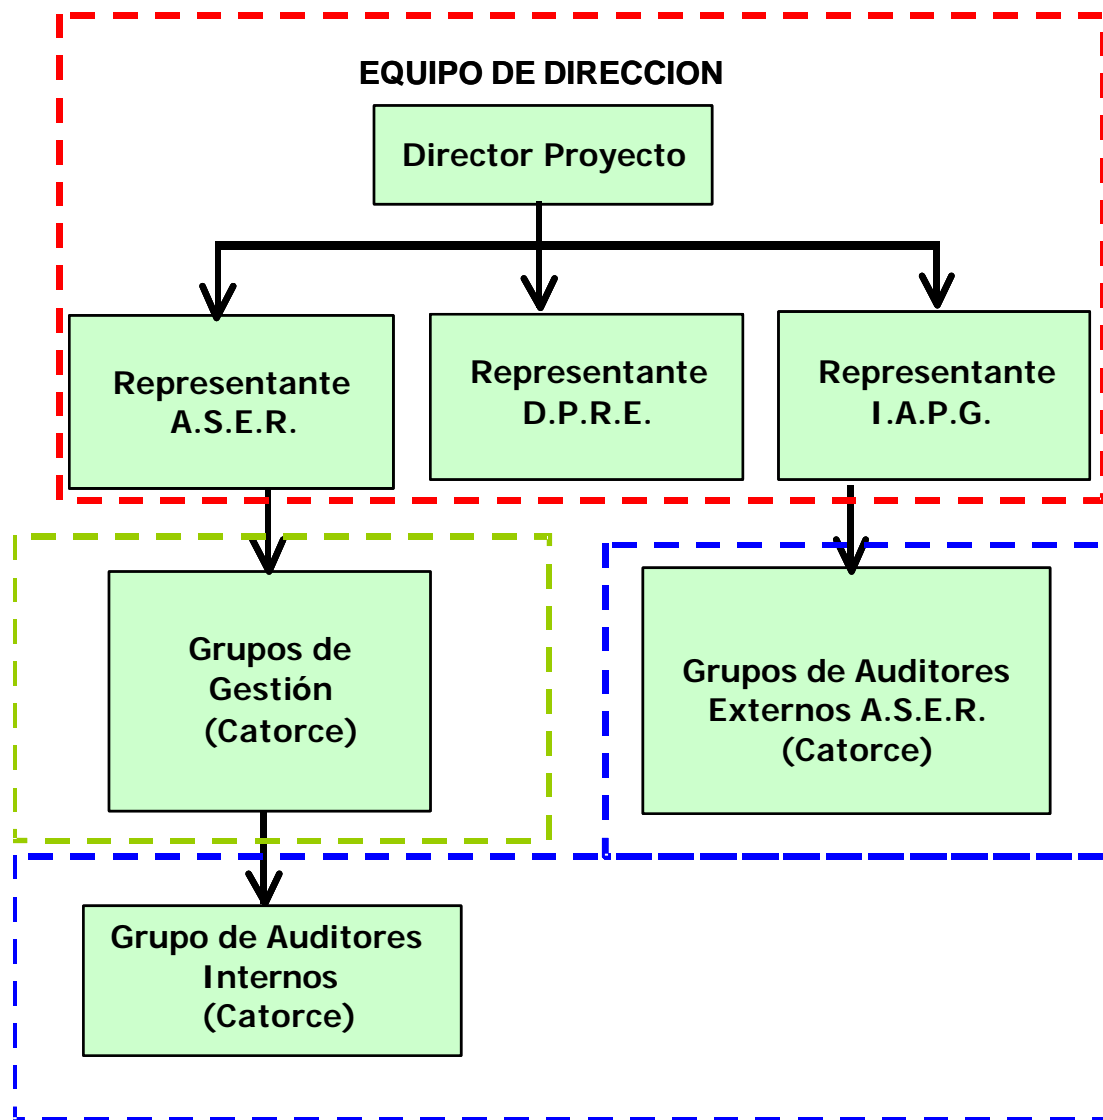 EQUIPO DE DIRECCION
Director Proyecto
Representante
A.S.E.R.
Representante
D.P.R.E.
Representante
I.A.P.G.
Grupos de
Gestión
(Catorce)
Grupos de Auditores
Externos A.S.E.R.
(Catorce)
Grupo de Auditores
Internos
(Catorce)